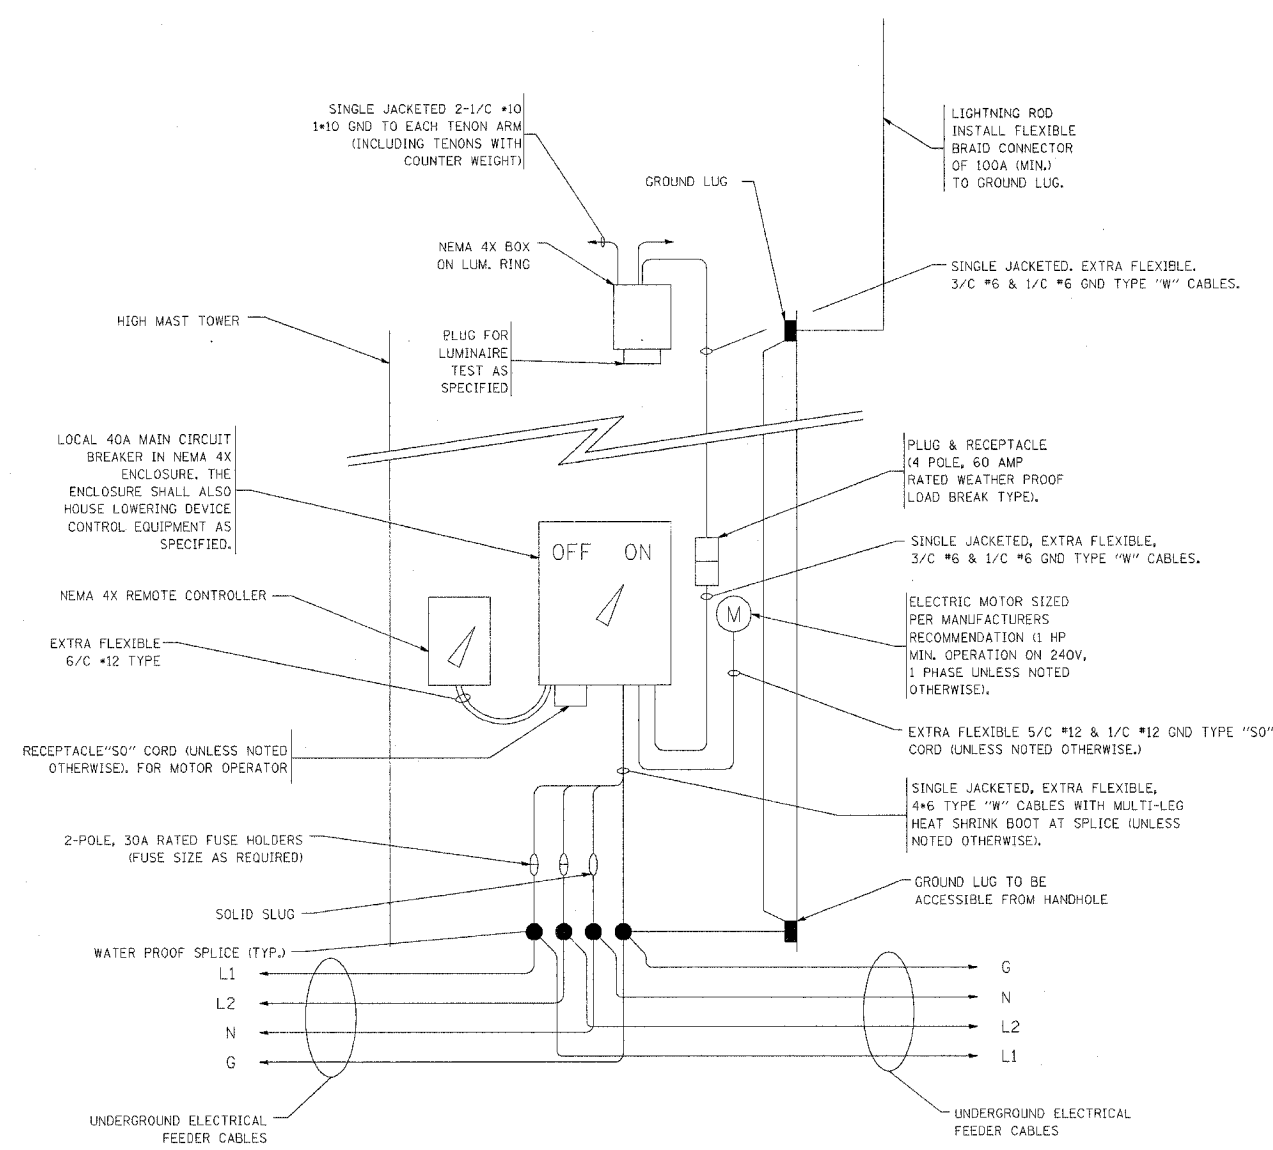 SINGLE JACKETED 2-1/C #10
1#10 GND TO EACH TENON ARM
(INCLUDING TENONS WITH
COUNTER WEIGHT)
LIGHTNING ROD
INSTALL FLEXIBLE
BRAID CONNECTOR
OF 100A (MIN.)
TO GROUND LUG.
GROUND LUG
NEMA 4X BOX
ON LUM. RING
SINGLE JACKETED. EXTRA FLEXIBLE.
3/C #6 & 1/C #6 GND TYPE "W" CABLES.
HIGH MAST TOWER
PLUG FOR
LUMINAIRE
TEST AS
SPECIFIED
LOCAL 40A MAIN CIRCUIT
BREAKER IN NEMA 4X
ENCLOSURE. THE
ENCLOSURE SHALL ALSO
HOUSE LOWERING DEVICE
CONTROL EQUIPMENT AS
SPECIFIED.
PLUG & RECEPTACLE
(4 POLE, 60 AMP
RATED WEATHER PROOF
LOAD BREAK TYPE).
OFF ON
SINGLE JACKETED, EXTRA FLEXIBLE,
3/C #6 & 1/C #6 GND TYPE "W" CABLES.
NEMA 4X REMOTE CONTROLLER
M
ELECTRIC MOTOR SIZED
PER MANUFACTURERS
RECOMMENDATION (1 HP
MIN. OPERATION ON 240V,
1 PHASE UNLESS NOTED
OTHERWISE).
EXTRA FLEXIBLE
6/C #12 TYPE
EXTRA FLEXIBLE 5/C #12 & 1/C #12 GND TYPE "SO"
CORD (UNLESS NOTED OTHERWISE.)
RECEPTACLE"SO" CORD (UNLESS NOTED
OTHERWISE). FOR MOTOR OPERATOR
SINGLE JACKETED, EXTRA FLEXIBLE,
4#6 TYPE "W" CABLES WITH MULTI-LEG
HEAT SHRINK BOOT AT SPLICE (UNLESS
NOTED OTHERWISE).
2-POLE, 30A RATED FUSE HOLDERS
(FUSE SIZE AS REQUIRED)
GROUND LUG TO BE
ACCESSIBLE FROM HANDHOLE
SOLID SLUG
WATER PROOF SPLICE (TYP.)
L1
L2
N
G
G
N
L2
L1
UNDERGROUND ELECTRICAL
FEEDER CABLES
UNDERGROUND ELECTRICAL
FEEDER CABLES